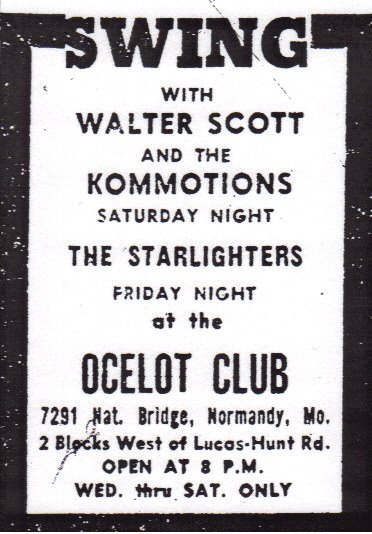 SWING
WITH
WALTER SCOTT
AND THE
KOMMOTIONS
SATURDAY NIGHT
THE STARLIGHTERS
FRIDAY NIGHT
at the
OCELOT CLUB
7291 Nat. Bridge, Normandy, Mo.
2 Blocks West of Lucas-Hunt Rd.
OPEN AT 8 P.M.
WED. thru SAT. ONLY